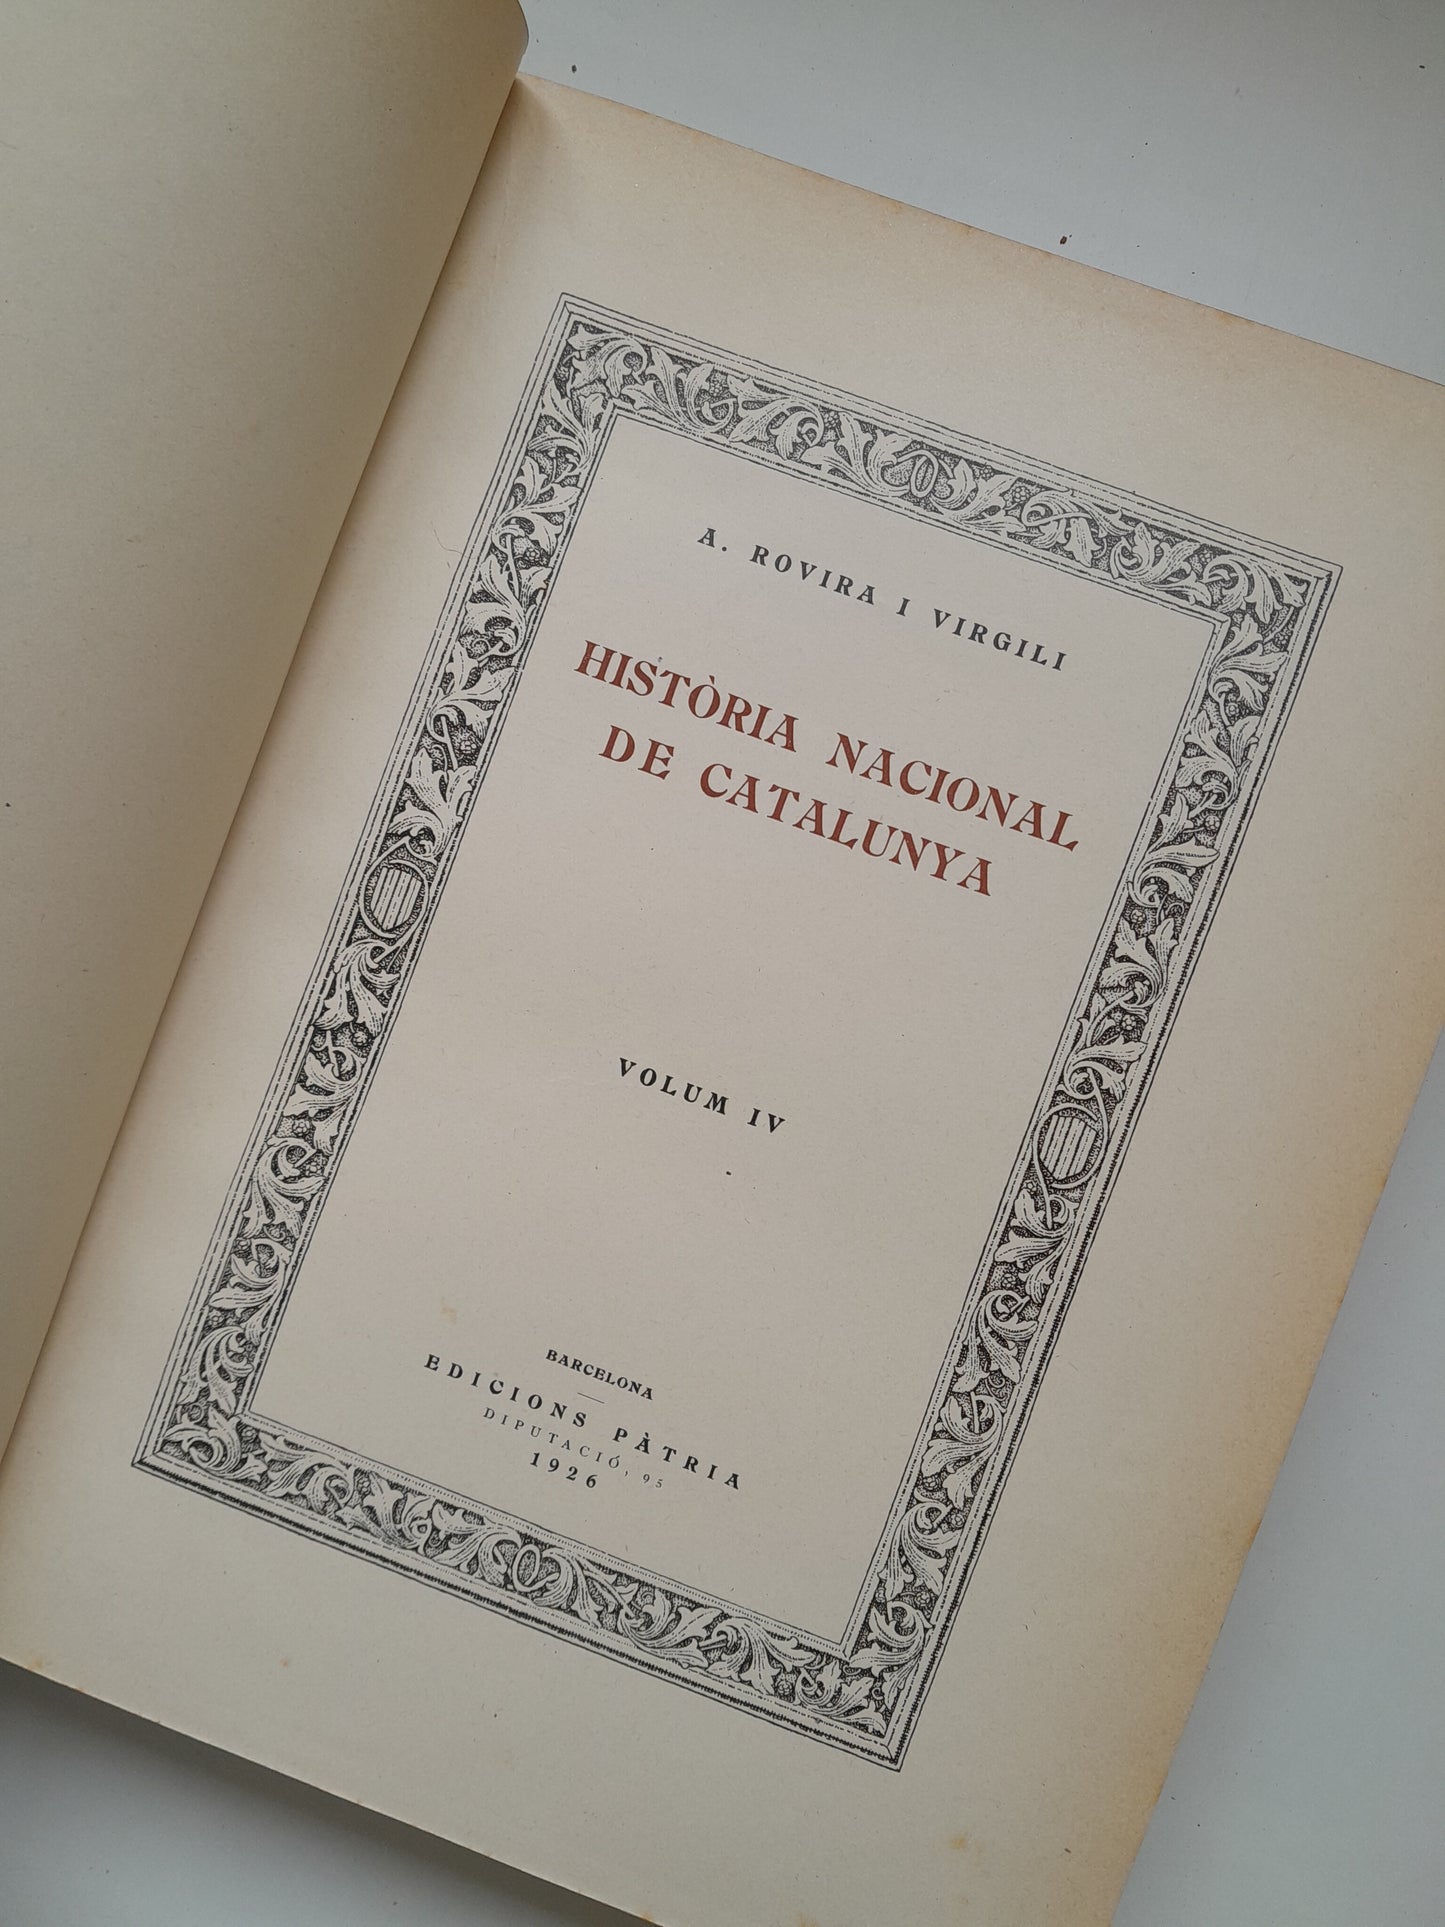 A. ROVIRA I VIRGILI
HISTÒRIA NACIONAL
DE CATALUNYA
VOLUM IV
BARCELONA
EDICIONS PÀTRIA
DIPUTACIÓ, 95
1926